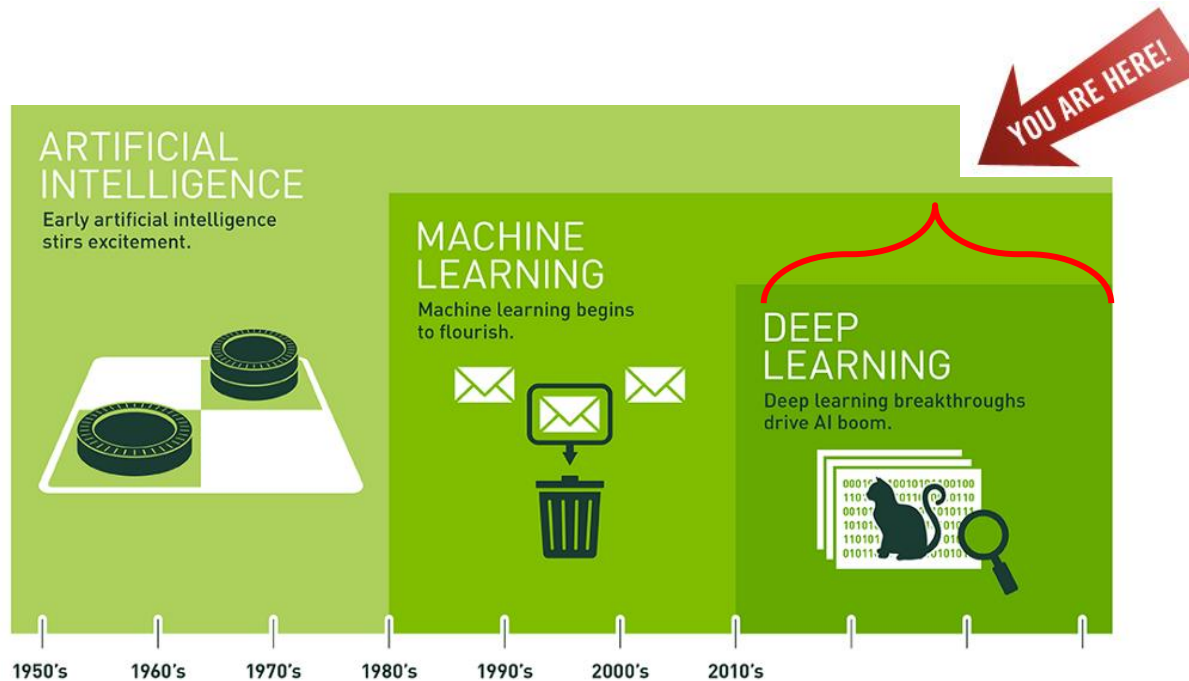 YOU ARE HERE!
ARTIFICIAL
INTELLIGENCE
Early artificial intelligence
stirs excitement.
MACHINE
LEARNING
Machine learning begins
to flourish.
DEEP
LEARNING
Deep learning breakthroughs
drive AI boom.
1950's 1960's 1970's 1980's 1990's 2000's 2010's